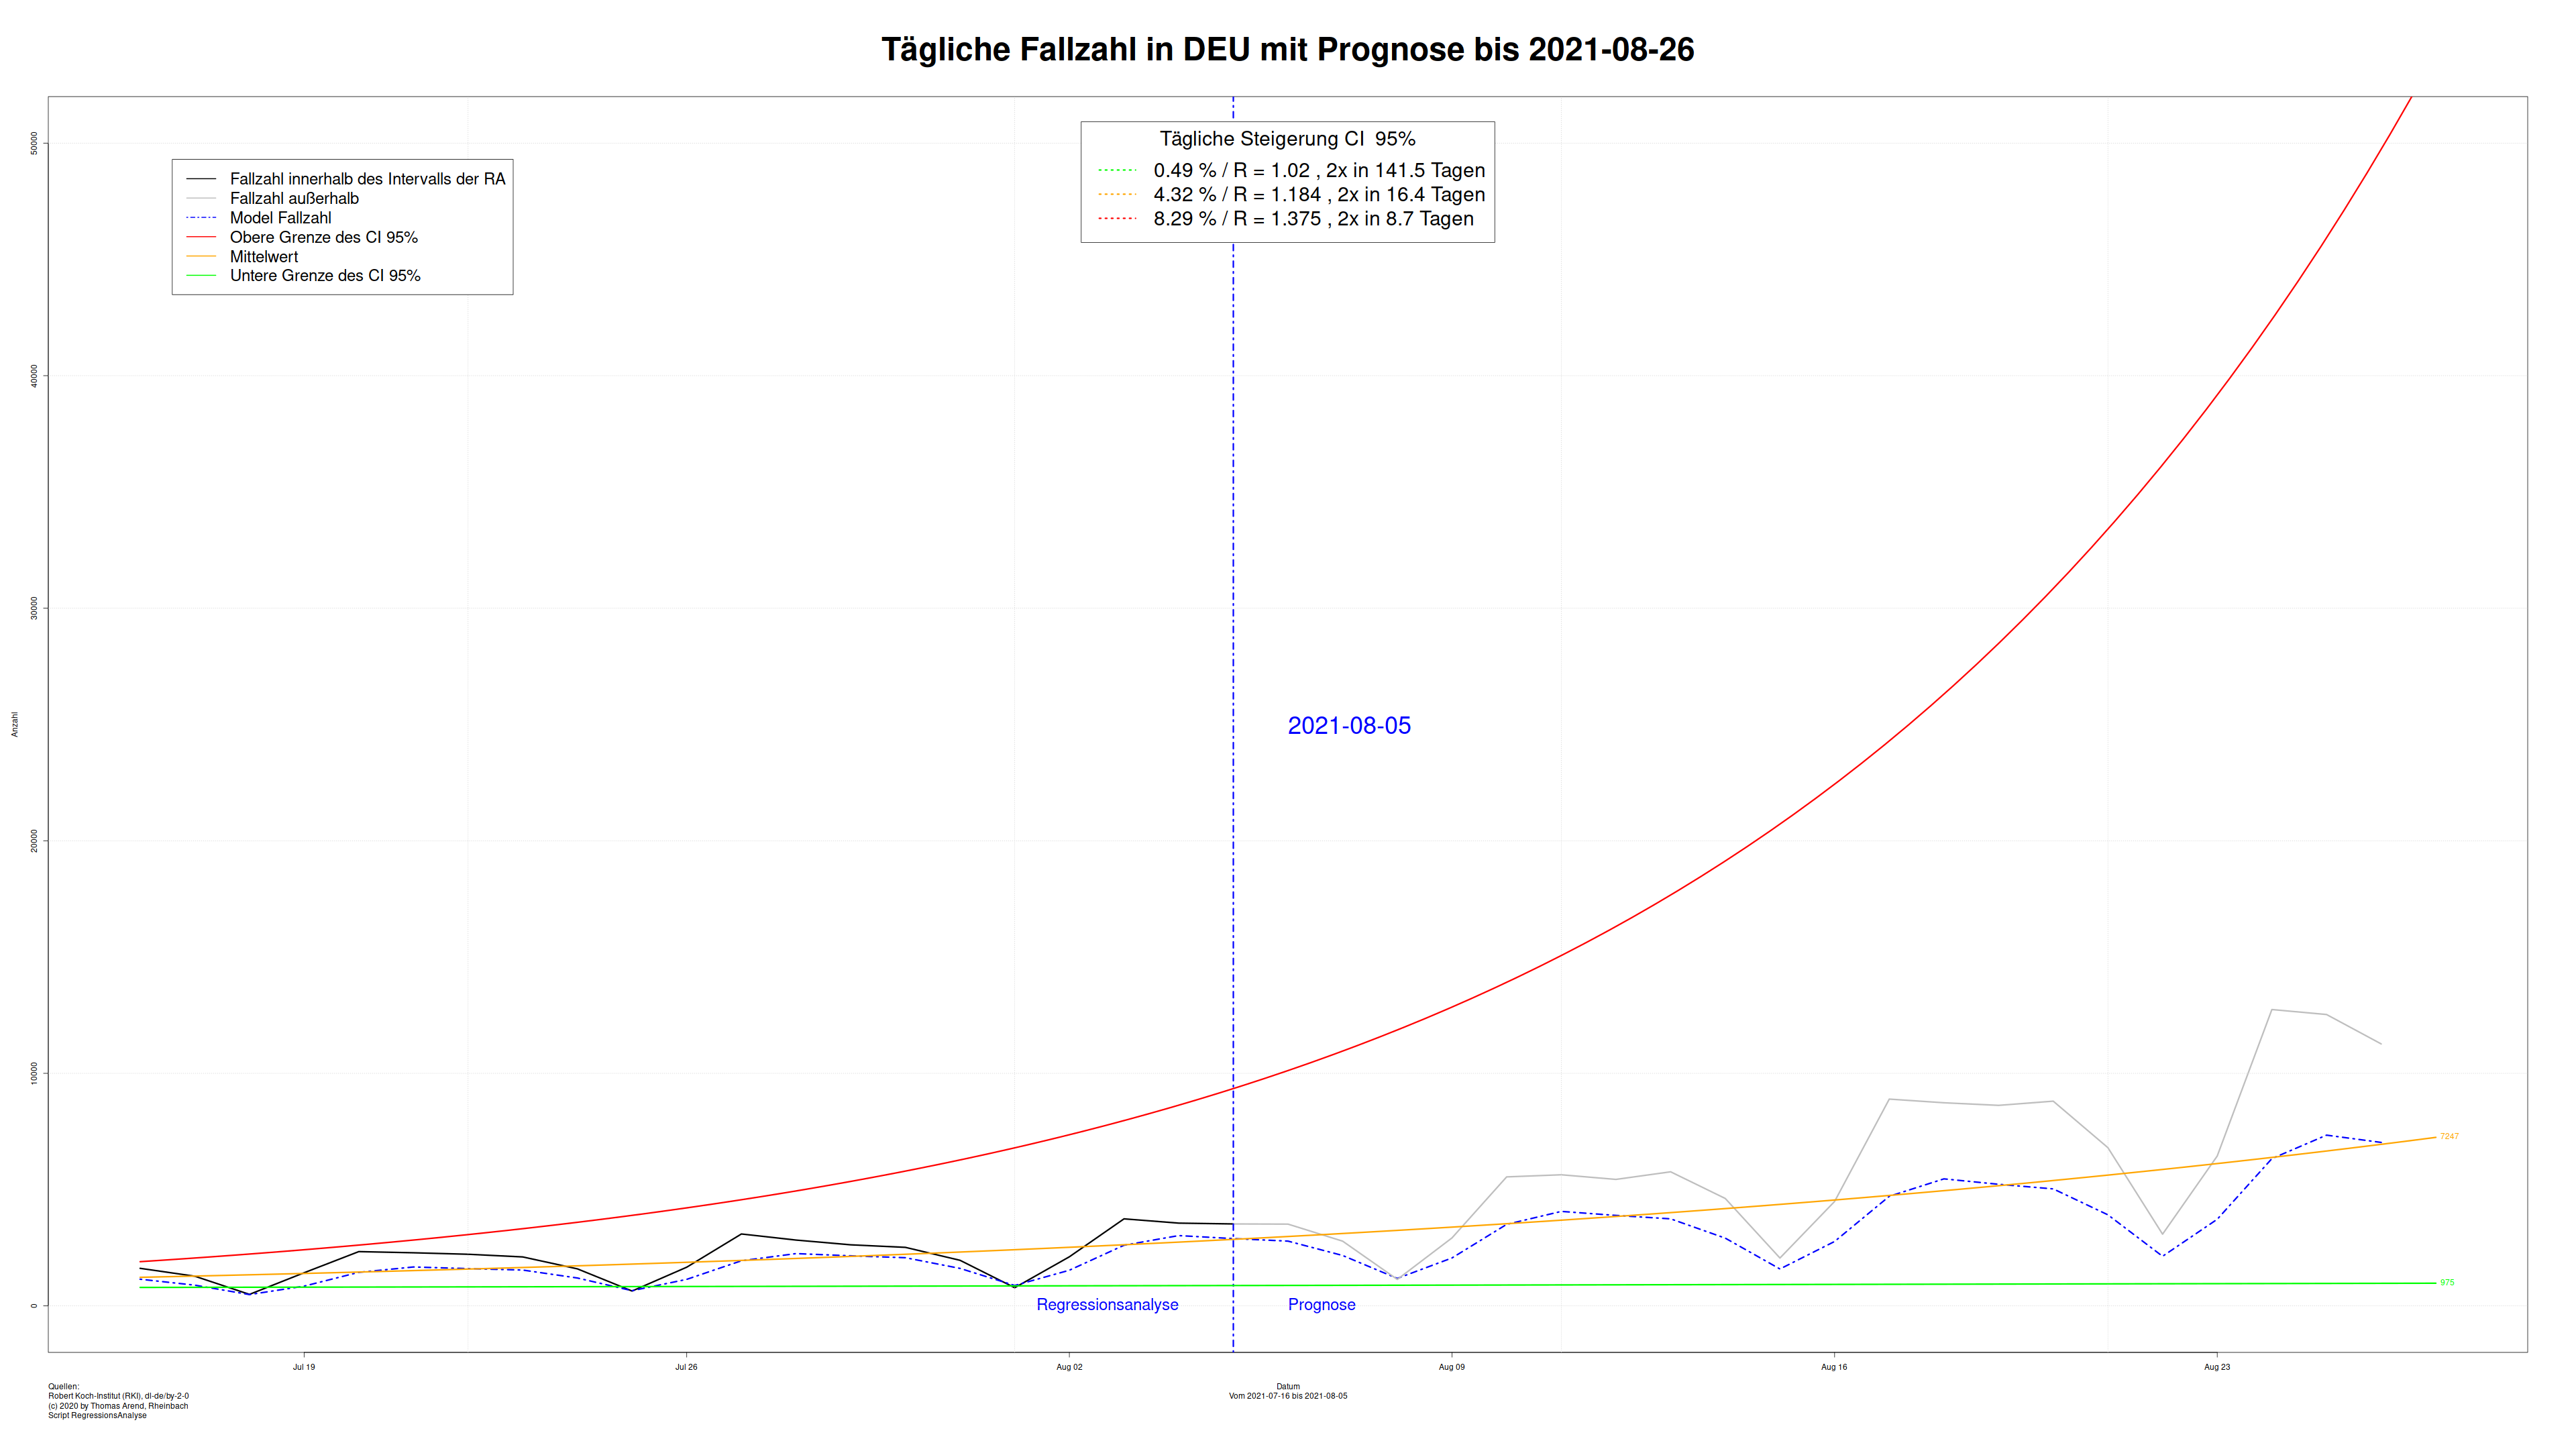 Tägliche Fallzahl in DEU mit Prognose bis 2021-08-26
Tägliche Steigerung CI  95%
0.49 % / R = 1.02 , 2x in 141.5 Tagen
4.32 % / R = 1.184 , 2x in 16.4 Tagen
8.29 % / R = 1.375 , 2x in 8.7 Tagen
Fallzahl innerhalb des Intervalls der RA
Fallzahl außerhalb
Model Fallzahl
Obere Grenze des CI 95%
Mittelwert
Untere Grenze des CI 95%
50000
40000
30000
20000
10000
0
Anzahl
2021-08-05
7247
975
Regressionsanalyse
Prognose
Jul 19
Jul 26
Aug 02
Aug 09
Aug 16
Aug 23
Datum
Vom 2021-07-16 bis 2021-08-05
Quellen:
Robert Koch-Institut (RKI), dl-de/by-2-0
(c) 2020 by Thomas Arend, Rheinbach
Script RegressionsAnalyse